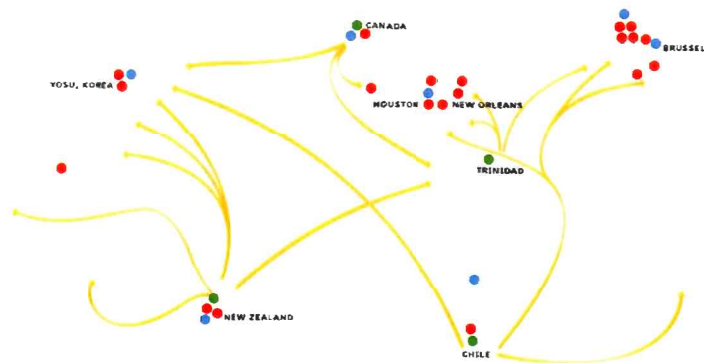 CANADA
BRUSSEL
YOSU, KOREA
HOUSTON
NEW ORLEANS
TRINIDAD
NEW ZEALAND
CHILE